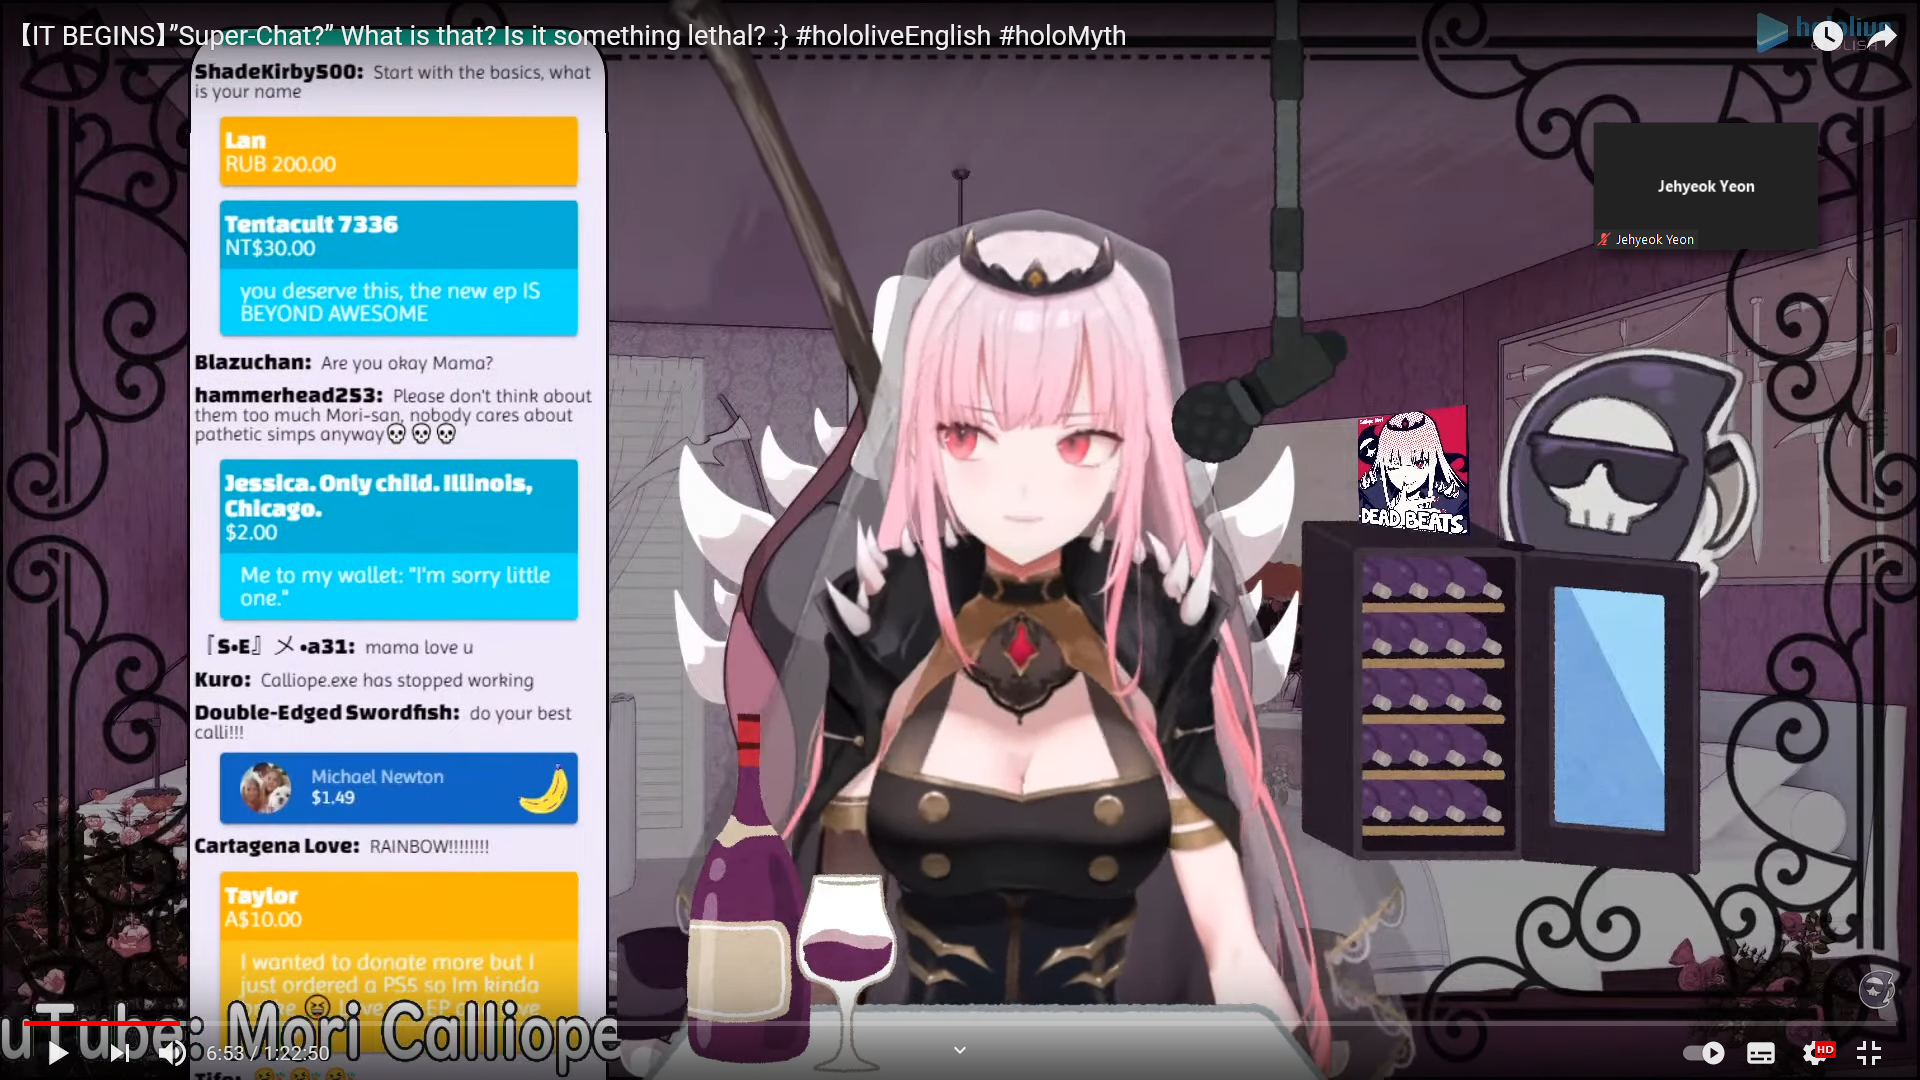 【IT BEGINS】”Super-Chat?” What is that? Is it something lethal? :} #hololiveEnglish #holoMyth
hololive
ENGLISH
ShadeKirby500: Start with the basics, what
is your name
Lan
RUB 200.00
Tentacult 7336
NT$30.00
you deserve this, the new ep IS
BEYOND AWESOME
Blazuchan: Are you okay Mama?
hammerhead253: Please don't think about
them too much Mori-san, nobody cares about
pathetic simps anyway💀💀💀
Jessica. Only child. Illinois,
Chicago.
$2.00
Me to my wallet: "I'm sorry little
one."
『S•E』 メ •a31: mama love u
Kuro: Calliope.exe has stopped working
Double-Edged Swordfish: do your best
calli!!!
Michael Newton
$1.49
Cartagena Love: RAINBOW!!!!!!!!
Taylor
A$10.00
I wanted to donate more but I
just ordered a PS5 so Im kinda
uTube: Mori Calliope
6:53 / 1:22:50
Jehyeok Yeon
Jehyeok Yeon
DEAD BEATS
HD